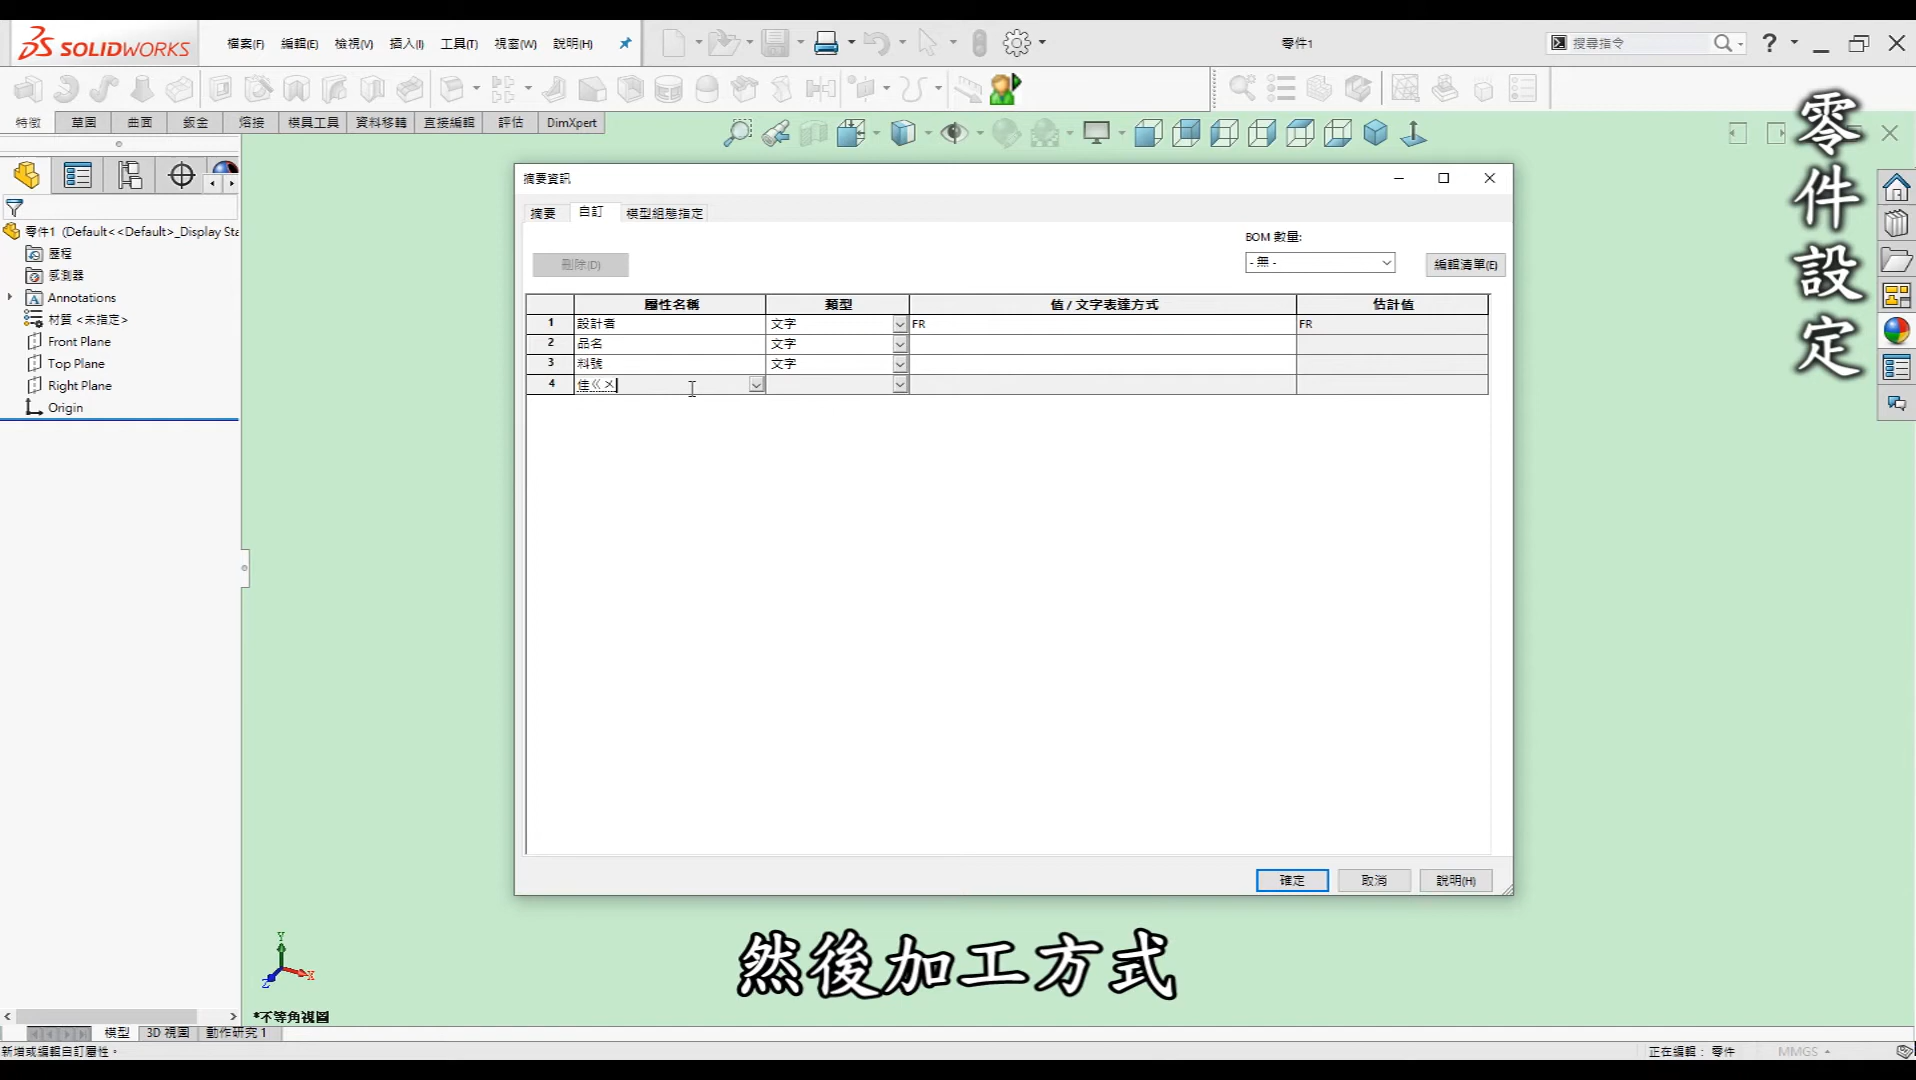 SOLIDWORKS 檔案(F) 編輯(E) 檢視(V) 插入(I) 工具(T) 視窗(W) 說明(H) 零件1 搜尋指令
特徵 草圖 曲面 鈑金 熔接 模具工具 資料移轉 直接編輯 評估 DimXpert
零件設定
零件1 (Default<<Default>_Display Sta
歷程
感測器
Annotations
材質 <未指定>
Front Plane
Top Plane
Right Plane
Origin
摘要資訊
摘要 自訂 模型組態指定
BOM 數量:
刪除(D) - 無 - 編輯清單(E)
屬性名稱 類型 值 / 文字表達方式 估計值
1 設計者 文字 FR FR
2 品名 文字
3 料號 文字
4 佳ㄍㄨ
確定 取消 說明(H)
然後加工方式
Y
X
Z
*不等角視圖
模型 3D 視圖 動作研究 1
新增或編輯自訂屬性。 正在編輯： 零件 MMGS